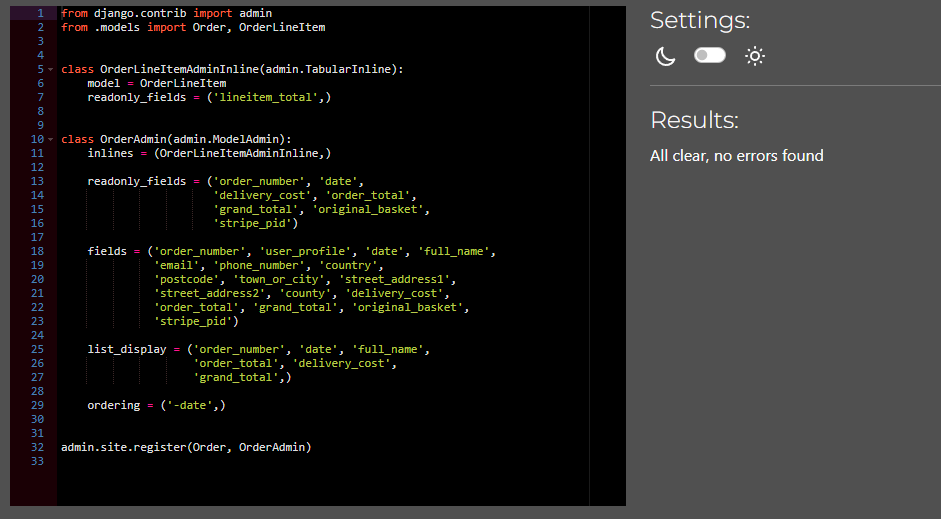 1 from django.contrib import admin
2 from .models import Order, OrderLineItem
3
4
5 class OrderLineItemAdminInline(admin.TabularInline):
6     model = OrderLineItem
7     readonly_fields = ('lineitem_total',)
8
9
10 class OrderAdmin(admin.ModelAdmin):
11     inlines = (OrderLineItemAdminInline,)
12
13     readonly_fields = ('order_number', 'date',
14                        'delivery_cost', 'order_total',
15                        'grand_total', 'original_basket',
16                        'stripe_pid')
17
18     fields = ('order_number', 'user_profile', 'date', 'full_name',
19               'email', 'phone_number', 'country',
20               'postcode', 'town_or_city', 'street_address1',
21               'street_address2', 'county', 'delivery_cost',
22               'order_total', 'grand_total', 'original_basket',
23               'stripe_pid')
24
25     list_display = ('order_number', 'date', 'full_name',
26                     'order_total', 'delivery_cost',
27                     'grand_total',)
28
29     ordering = ('-date',)
30
31
32 admin.site.register(Order, OrderAdmin)
33
Settings:
Results:
All clear, no errors found